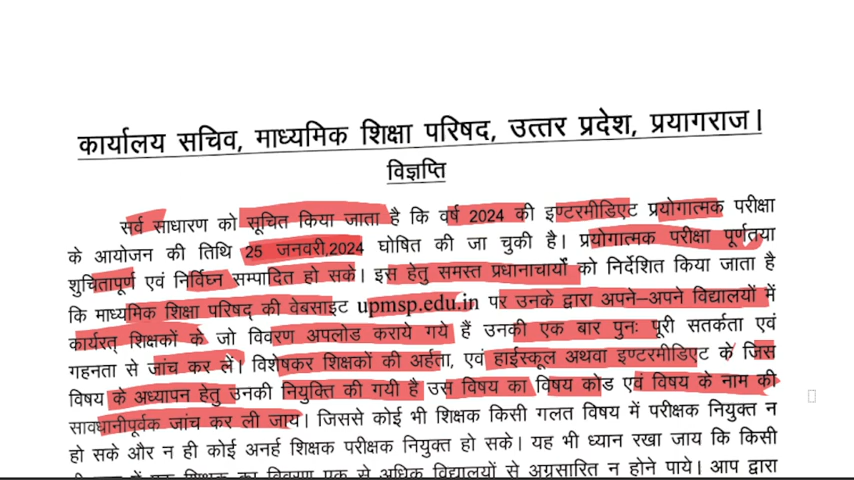 कार्यालय सचिव, माध्यमिक शिक्षा परिषद, उत्तर प्रदेश, प्रयागराज।
विज्ञप्ति
सर्व साधारण को सूचित किया जाता है कि वर्ष 2024 की इण्टरमीडिएट प्रयोगात्मक परीक्षा
के आयोजन की तिथि 25 जनवरी,2024 घोषित की जा चुकी है। प्रयोगात्मक परीक्षा पूर्णतया
शुचितापूर्ण एवं निर्विघ्न सम्पादित हो सके। इस हेतु समस्त प्रधानाचार्यों को निर्देशित किया जाता है
कि माध्यमिक शिक्षा परिषद् की वेबसाइट upmsp.edu.in पर उनके द्वारा अपने–अपने विद्यालयों में
कार्यरत् शिक्षकों के जो विवरण अपलोड कराये गये हैं उनकी एक बार पुनः पूरी सतर्कता एवं
गहनता से जांच कर लें। विशेषकर शिक्षकों की अर्हता, एवं हाईस्कूल अथवा इण्टरमीडिएट के जिस
विषय के अध्यापन हेतु उनकी नियुक्ति की गयी है उस विषय का विषय कोड एवं विषय के नाम की
सावधानीपूर्वक जांच कर ली जाय। जिससे कोई भी शिक्षक किसी गलत विषय में परीक्षक नियुक्त न
हो सके और न ही कोई अनर्ह शिक्षक परीक्षक नियुक्त हो सके। यह भी ध्यान रखा जाय कि किसी
में एक शिक्षक का विवरण एक से अधिक विद्यालयों से अग्रसारित न होने पाये। आप द्वारा